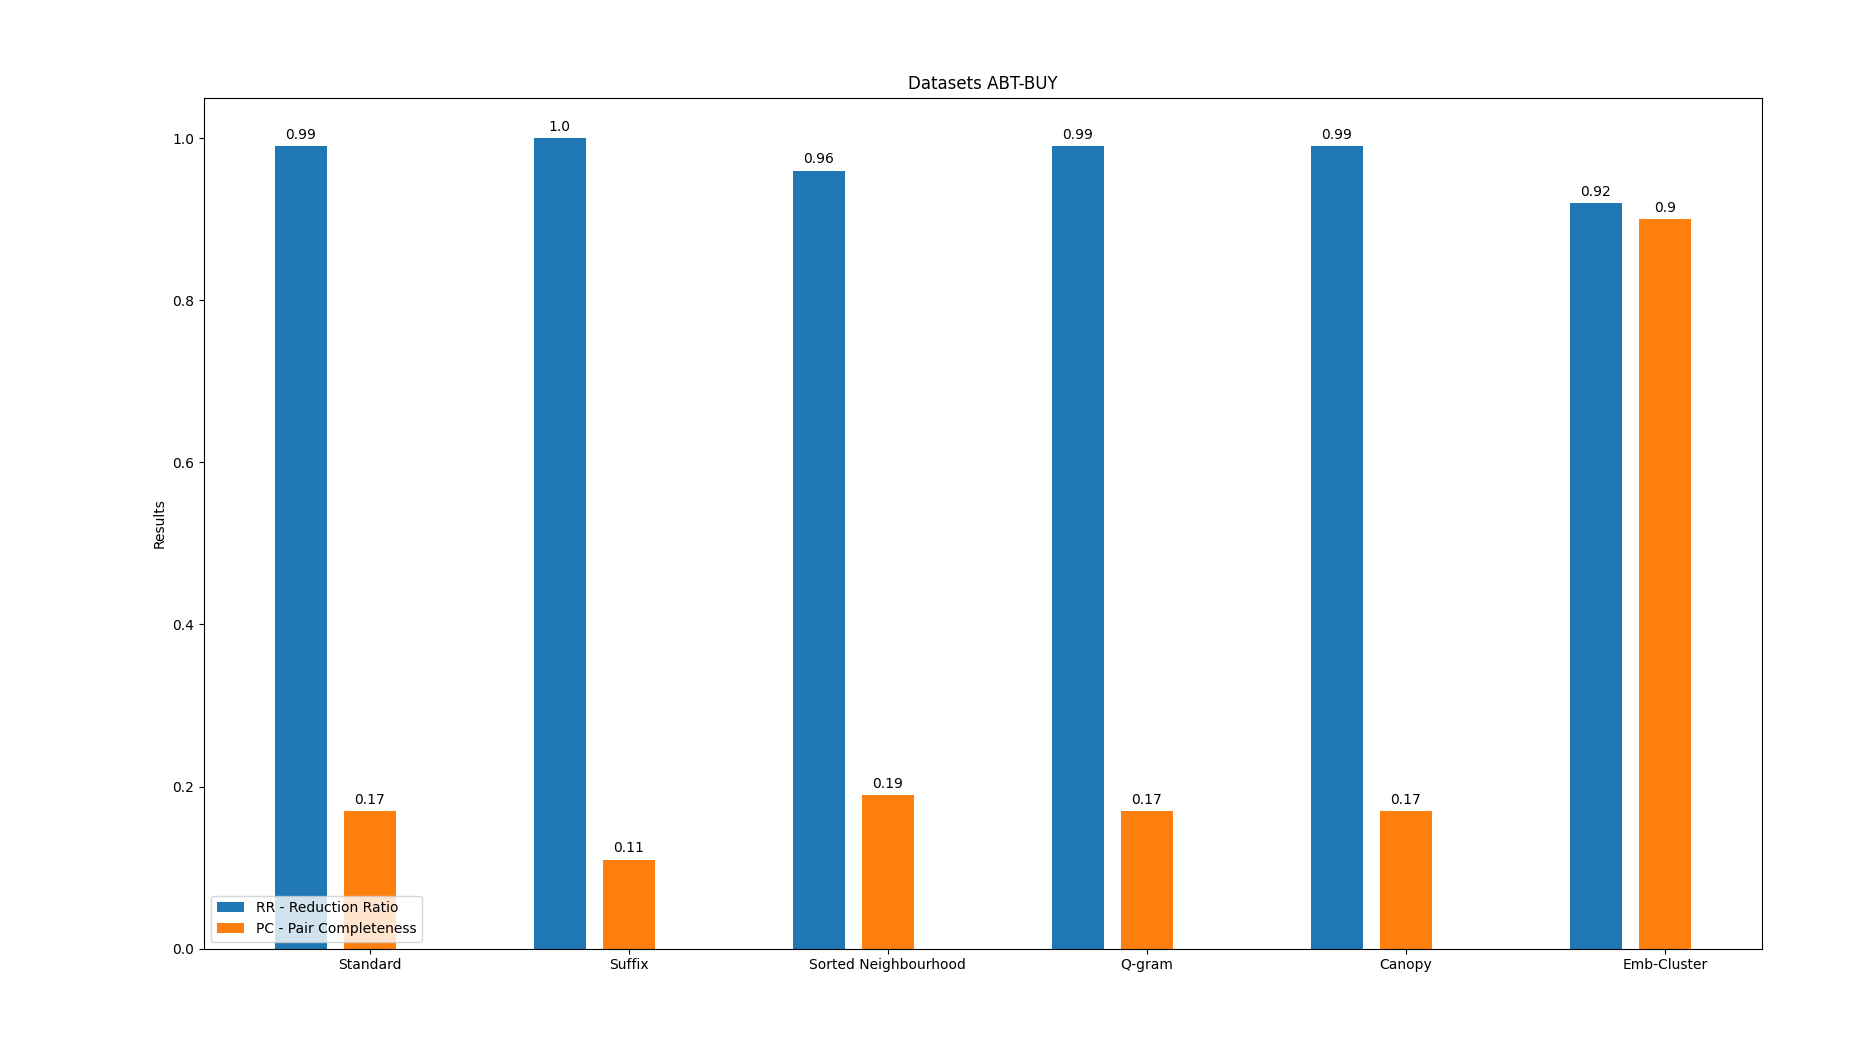 Datasets ABT-BUY
Results
1.0
0.8
0.6
0.4
0.2
0.0
0.99
0.17
1.0
0.11
0.96
0.19
0.99
0.17
0.99
0.17
0.92
0.9
RR - Reduction Ratio
PC - Pair Completeness
Standard
Suffix
Sorted Neighbourhood
Q-gram
Canopy
Emb-Cluster